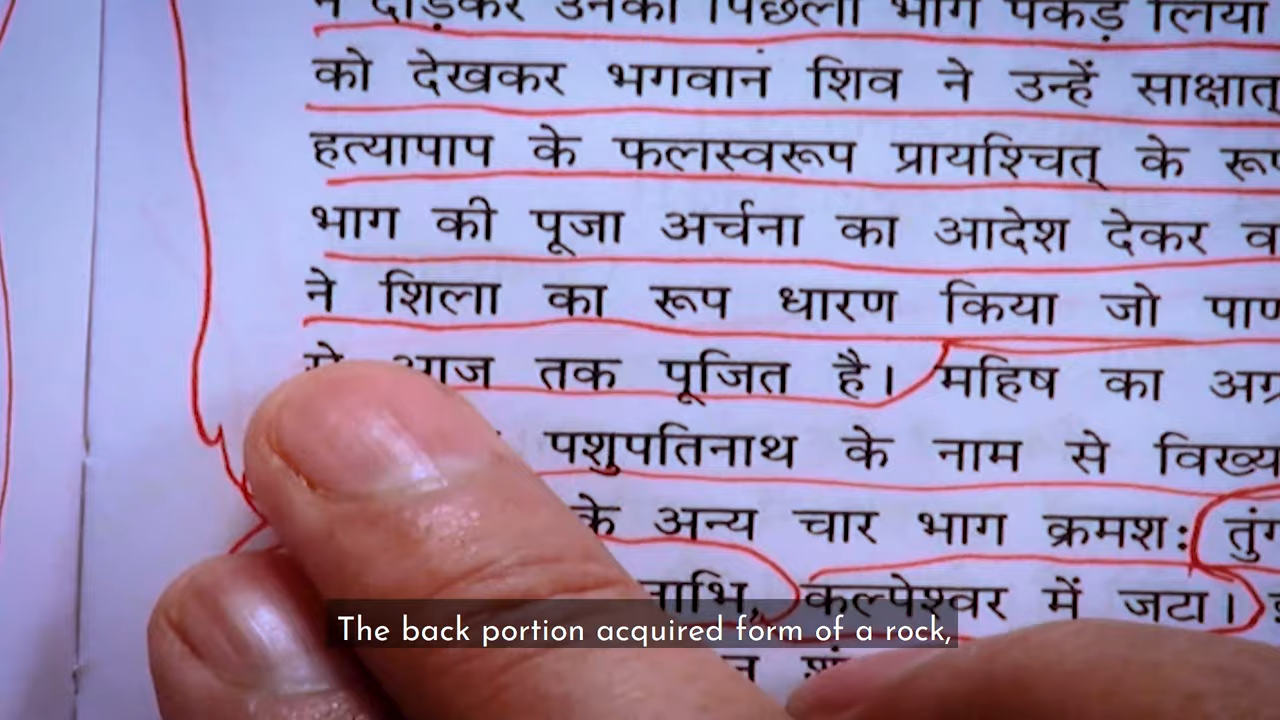 ने दौड़कर उनका पिछला भाग पकड़ लिया
को देखकर भगवान शिव ने उन्हें साक्षात्
हत्यापाप के फलस्वरूप प्रायश्चित् के
भाग की पूजा अर्चना का आदेश देकर
ने शिला का रूप धारण किया जो
आज तक पूजित है। महिष का
पशुपतिनाथ के नाम से
के अन्य चार भाग क्रमशः
नाभि, कल्पेश्वर में जटा।
The back portion acquired form of a rock,